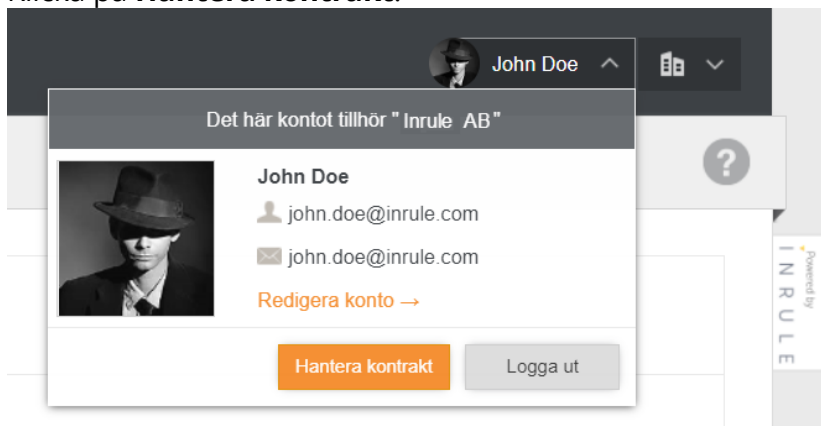 Klicka på Hantera kontrakt.
John Doe
Det här kontot tillhör "Inrule AB"
?
John Doe
john.doe@inrule.com
john.doe@inrule.com
Redigera konto →
Hantera kontrakt
Logga ut
Powered by
INRULE